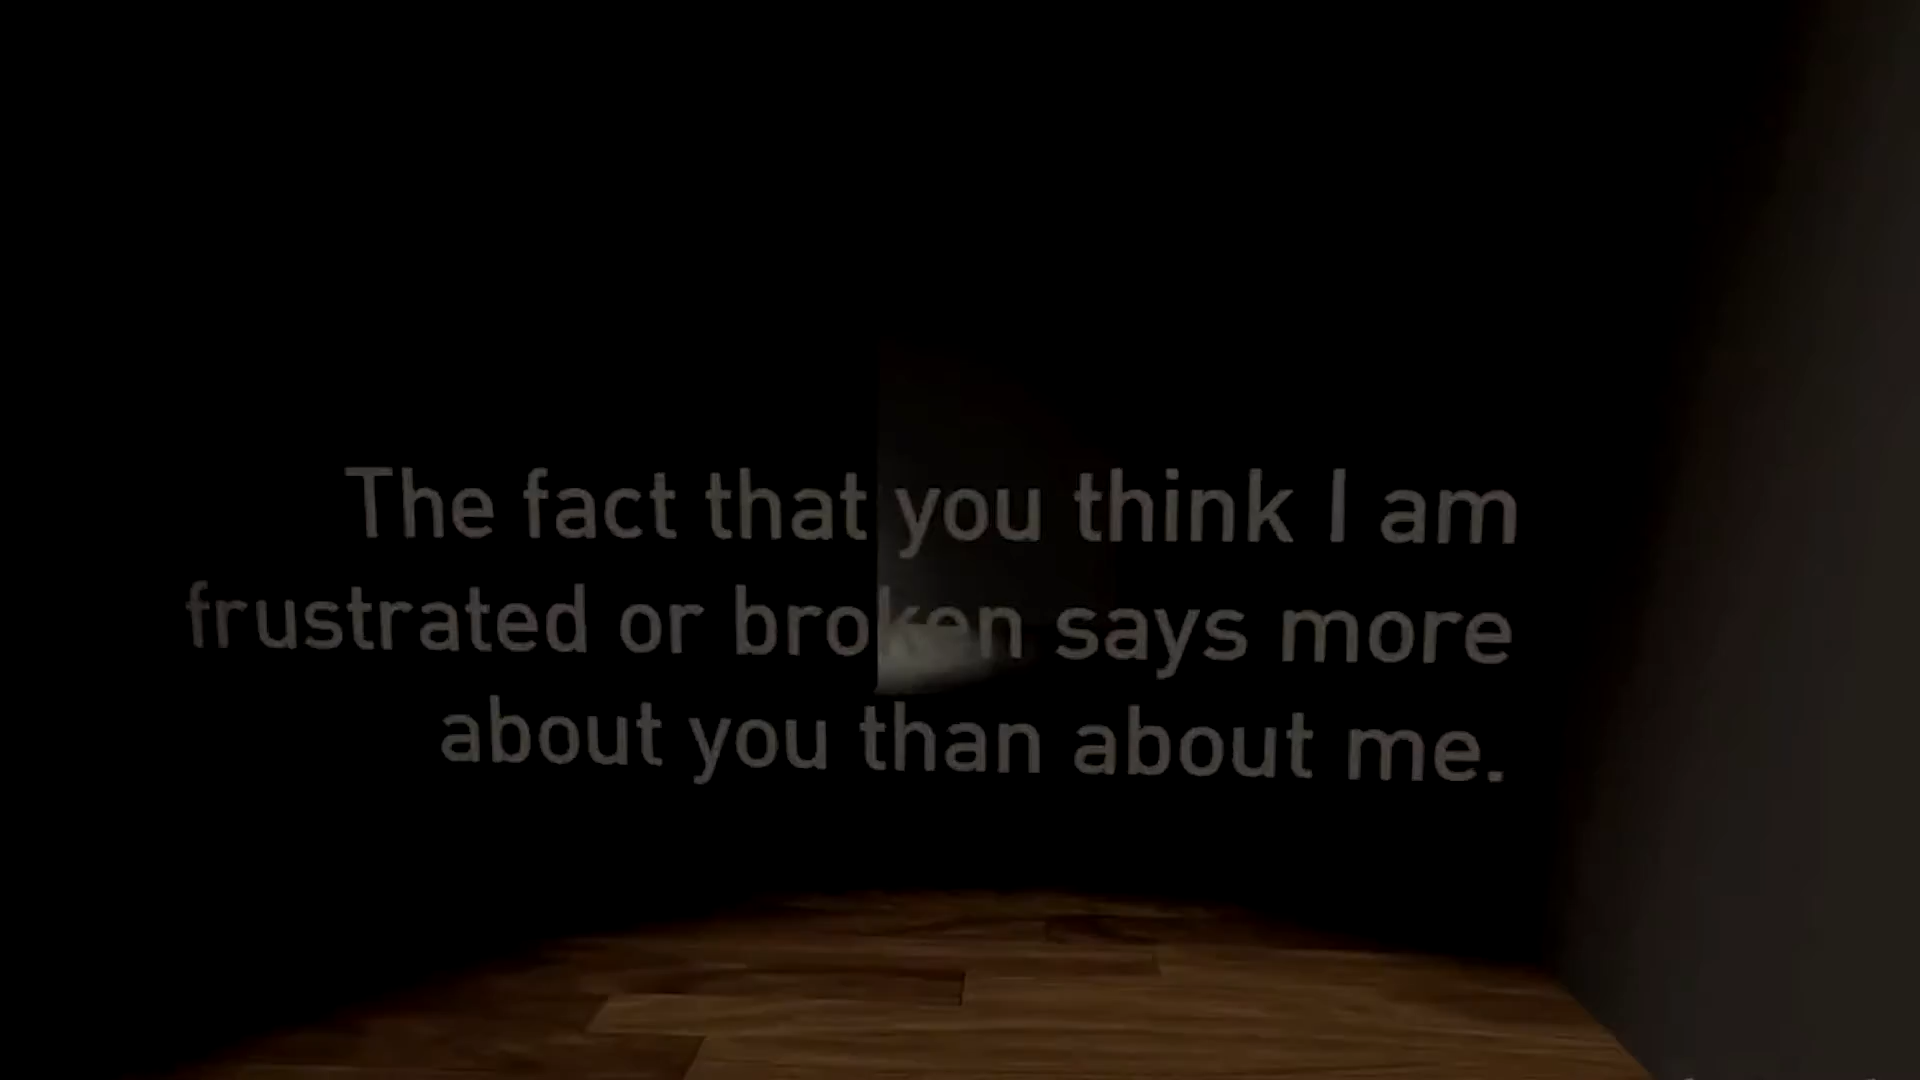 The fact that you think I am
frustrated or broken says more
about you than about me.